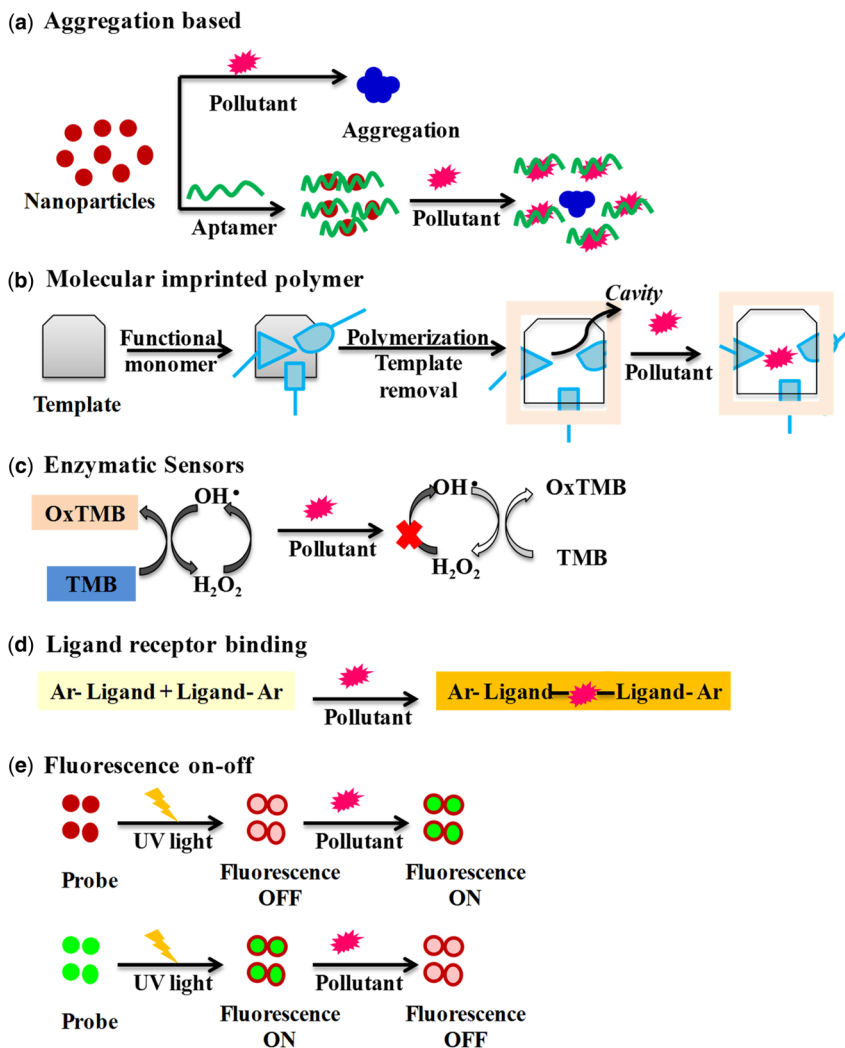 (a) Aggregation based
Pollutant
Aggregation
Nanoparticles
Aptamer
Pollutant
(b) Molecular imprinted polymer
Cavity
Template
Functional
monomer
Polymerization
Template
removal
Pollutant
(c) Enzymatic Sensors
OxTMB
TMB
OH•
H2O2
Pollutant
OH•
H2O2
OxTMB
TMB
(d) Ligand receptor binding
Ar- Ligand + Ligand- Ar
Pollutant
Ar- Ligand
Ligand- Ar
(e) Fluorescence on-off
Probe
UV light
Fluorescence
OFF
Pollutant
Fluorescence
ON
Probe
UV light
Fluorescence
ON
Pollutant
Fluorescence
OFF